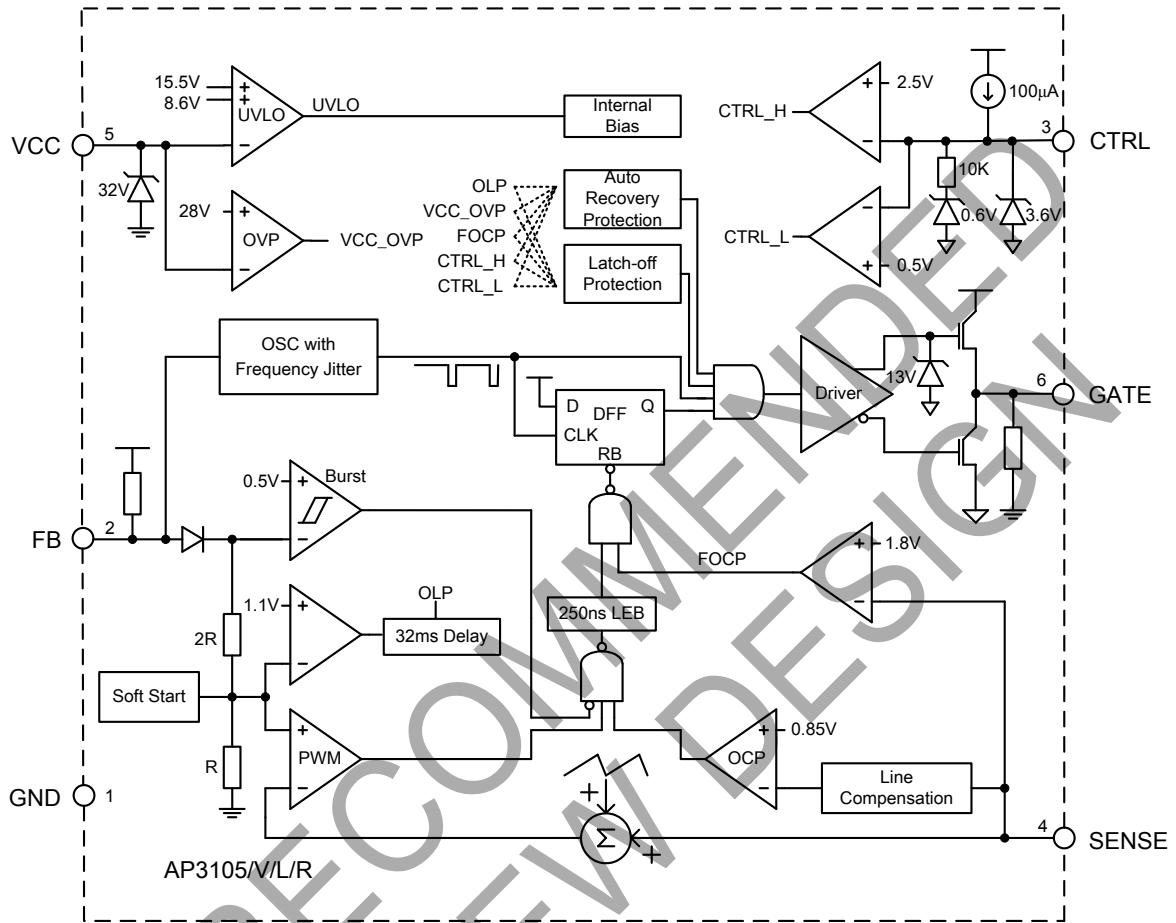 15.5V
8.6V
UVLO
UVLO
Internal
Bias
CTRL_H
2.5V
100μA
VCC
5
3
CTRL
32V
28V
OVP
VCC_OVP
OLP
VCC_OVP
FOCP
CTRL_H
CTRL_L
Auto
Recovery
Protection
Latch-off
Protection
CTRL_L
10K
0.6V
3.6V
0.5V
OSC with
Frequency Jitter
D
DFF
Q
CLK
RB
Driver
13V
6
GATE
0.5V
Burst
FB
2
FOCP
1.8V
1.1V
OLP
32ms Delay
250ns LEB
2R
Soft Start
PWM
0.85V
OCP
Line
Compensation
R
GND
1
+
Σ
+
4
SENSE
AP3105/V/L/R
RECOMMENDED
EW DESIGN